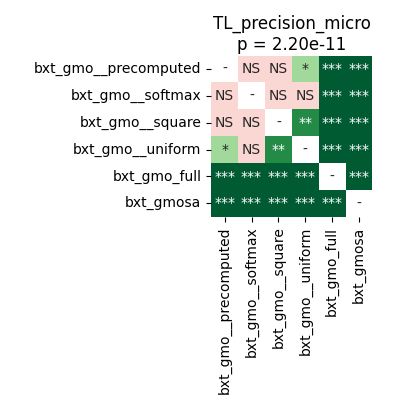 TL_precision_micro
p = 2.20e-11
bxt_gmo__precomputed - NS NS * *** ***
bxt_gmo__softmax NS - NS NS *** ***
bxt_gmo__square NS NS - ** *** ***
bxt_gmo__uniform * NS ** - *** ***
bxt_gmo_full *** *** *** *** - ***
bxt_gmosa *** *** *** *** *** -
bxt_gmo__precomputed
bxt_gmo__softmax
bxt_gmo__square
bxt_gmo__uniform
bxt_gmo_full
bxt_gmosa